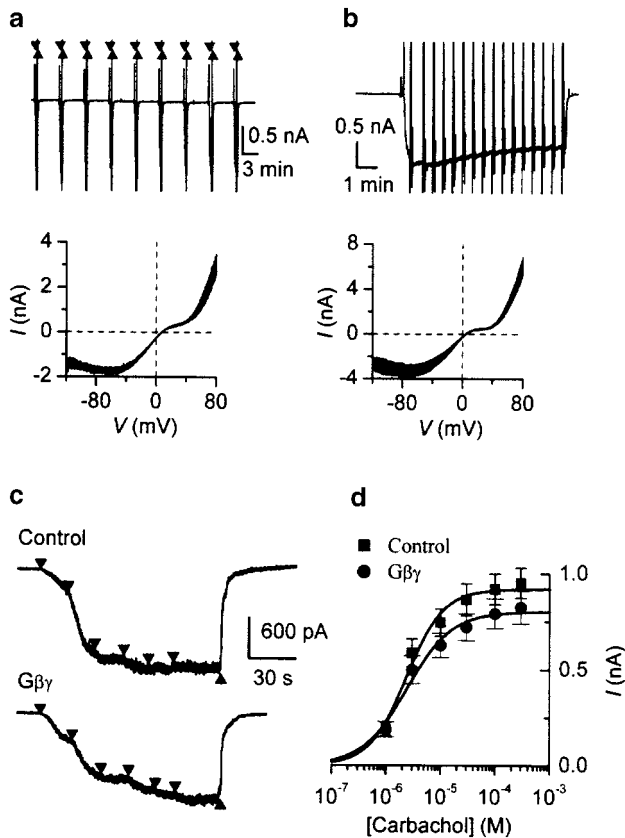 a
b
0.5 nA
3 min
0.5 nA
1 min
4
2
0
-2
I (nA)
-80
0
80
V (mV)
8
4
0
-4
I (nA)
-80
0
80
V (mV)
c
Control
Gβγ
600 pA
30 s
d
Control
Gβγ
1.0
0.5
0.0
I (nA)
10⁻⁷
10⁻⁶
10⁻⁵
10⁻⁴
10⁻³
[Carbachol] (M)